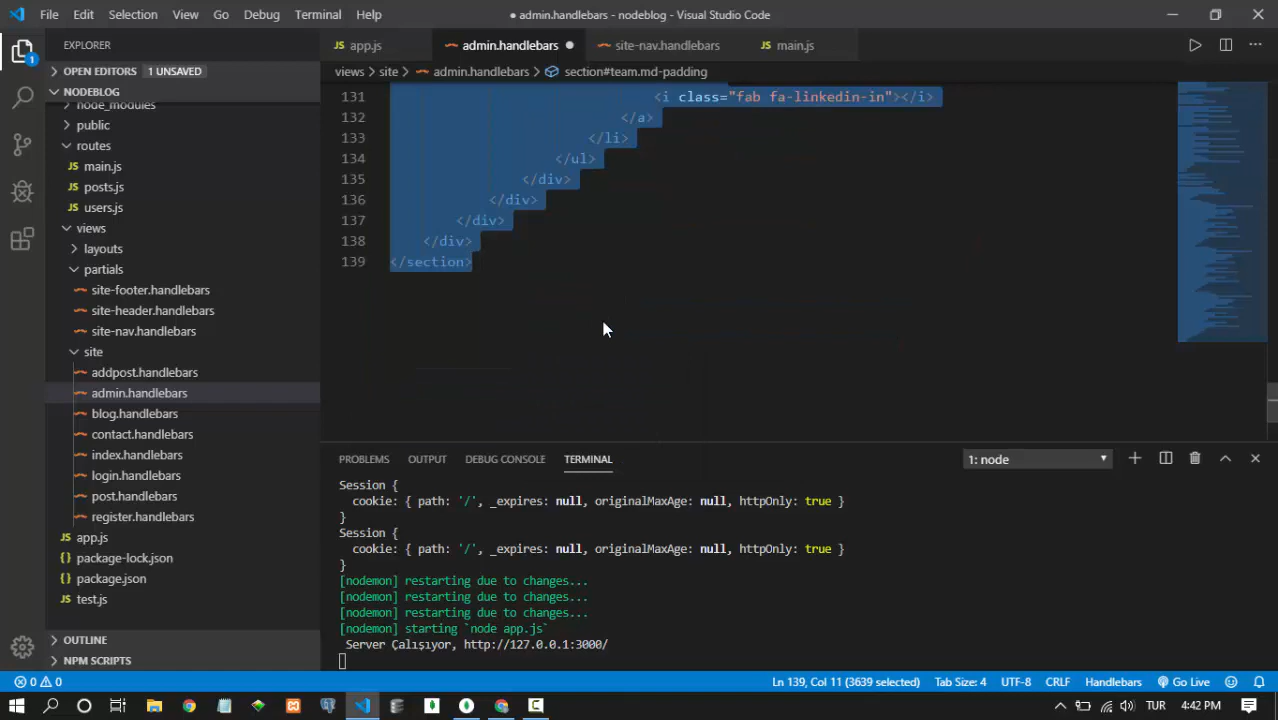 File Edit Selection View Go Debug Terminal Help
● admin.handlebars - nodeblog - Visual Studio Code
EXPLORER
app.js
admin.handlebars
site-nav.handlebars
main.js
OPEN EDITORS 1 UNSAVED
views > site > admin.handlebars > section#team.md-padding
NODEBLOG
node_modules
public
routes
main.js
posts.js
users.js
views
layouts
partials
site-footer.handlebars
site-header.handlebars
site-nav.handlebars
site
addpost.handlebars
admin.handlebars
blog.handlebars
contact.handlebars
index.handlebars
login.handlebars
post.handlebars
register.handlebars
app.js
package-lock.json
package.json
test.js
OUTLINE
NPM SCRIPTS
131 <i class="fab fa-linkedin-in"></i>
132 </a>
133 </li>
134 </ul>
135 </div>
136 </div>
137 </div>
138 </div>
139 </section>
PROBLEMS OUTPUT DEBUG CONSOLE TERMINAL 1: node
Session {
cookie: { path: '/', _expires: null, originalMaxAge: null, httpOnly: true }
}
Session {
cookie: { path: '/', _expires: null, originalMaxAge: null, httpOnly: true }
}
[nodemon] restarting due to changes...
[nodemon] restarting due to changes...
[nodemon] restarting due to changes...
[nodemon] starting `node app.js`
Server Çalışıyor, http://127.0.0.1:3000/
0 0 Ln 139, Col 11 (3639 selected) Tab Size: 4 UTF-8 CRLF Handlebars Go Live
TUR 4:42 PM